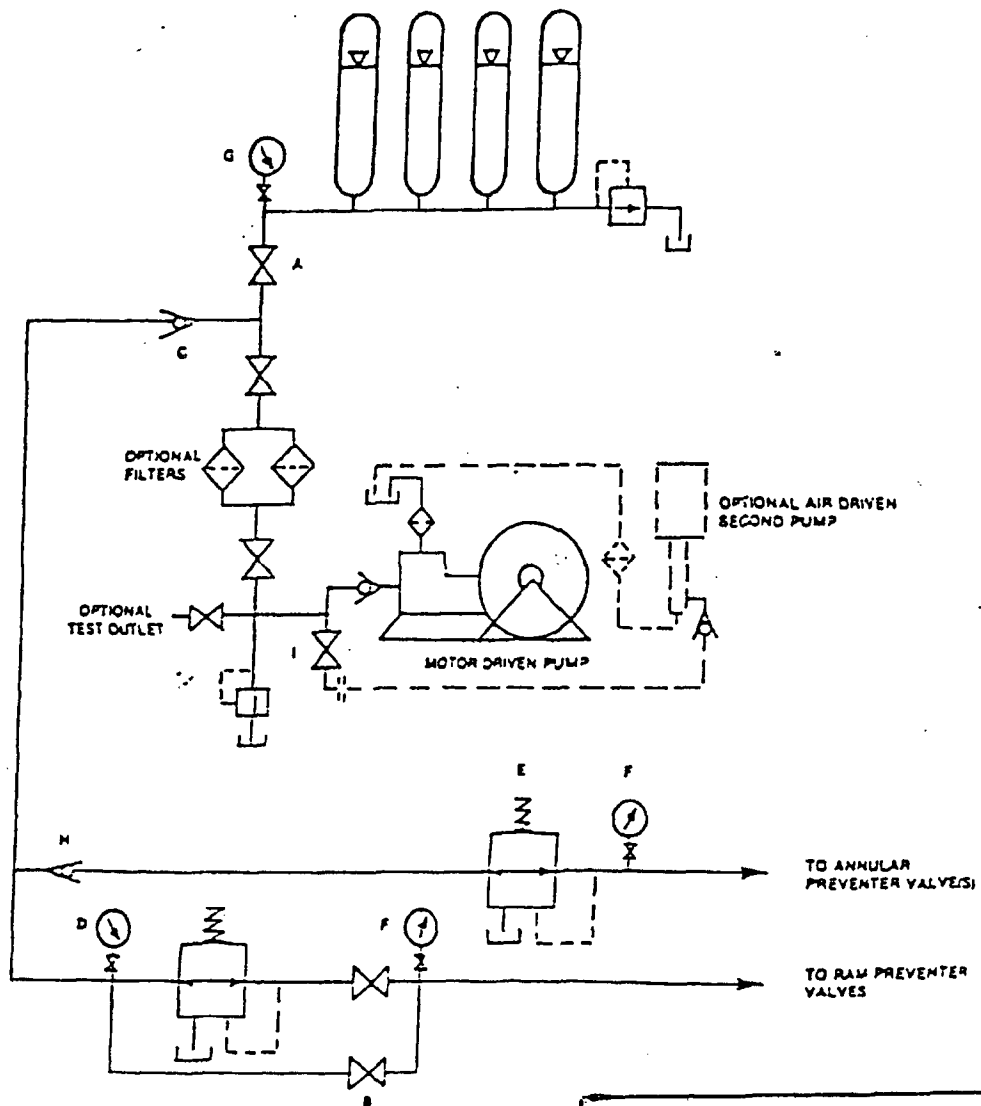 G
A
C
OPTIONAL
FILTERS
OPTIONAL AIR DRIVEN
SECOND PUMP
OPTIONAL
TEST OUTLET
I
MOTOR DRIVEN PUMP
E
F
H
TO ANNULAR
PREVENTER VALVE(S)
D
F
TO RAM PREVENTER
VALVES
B